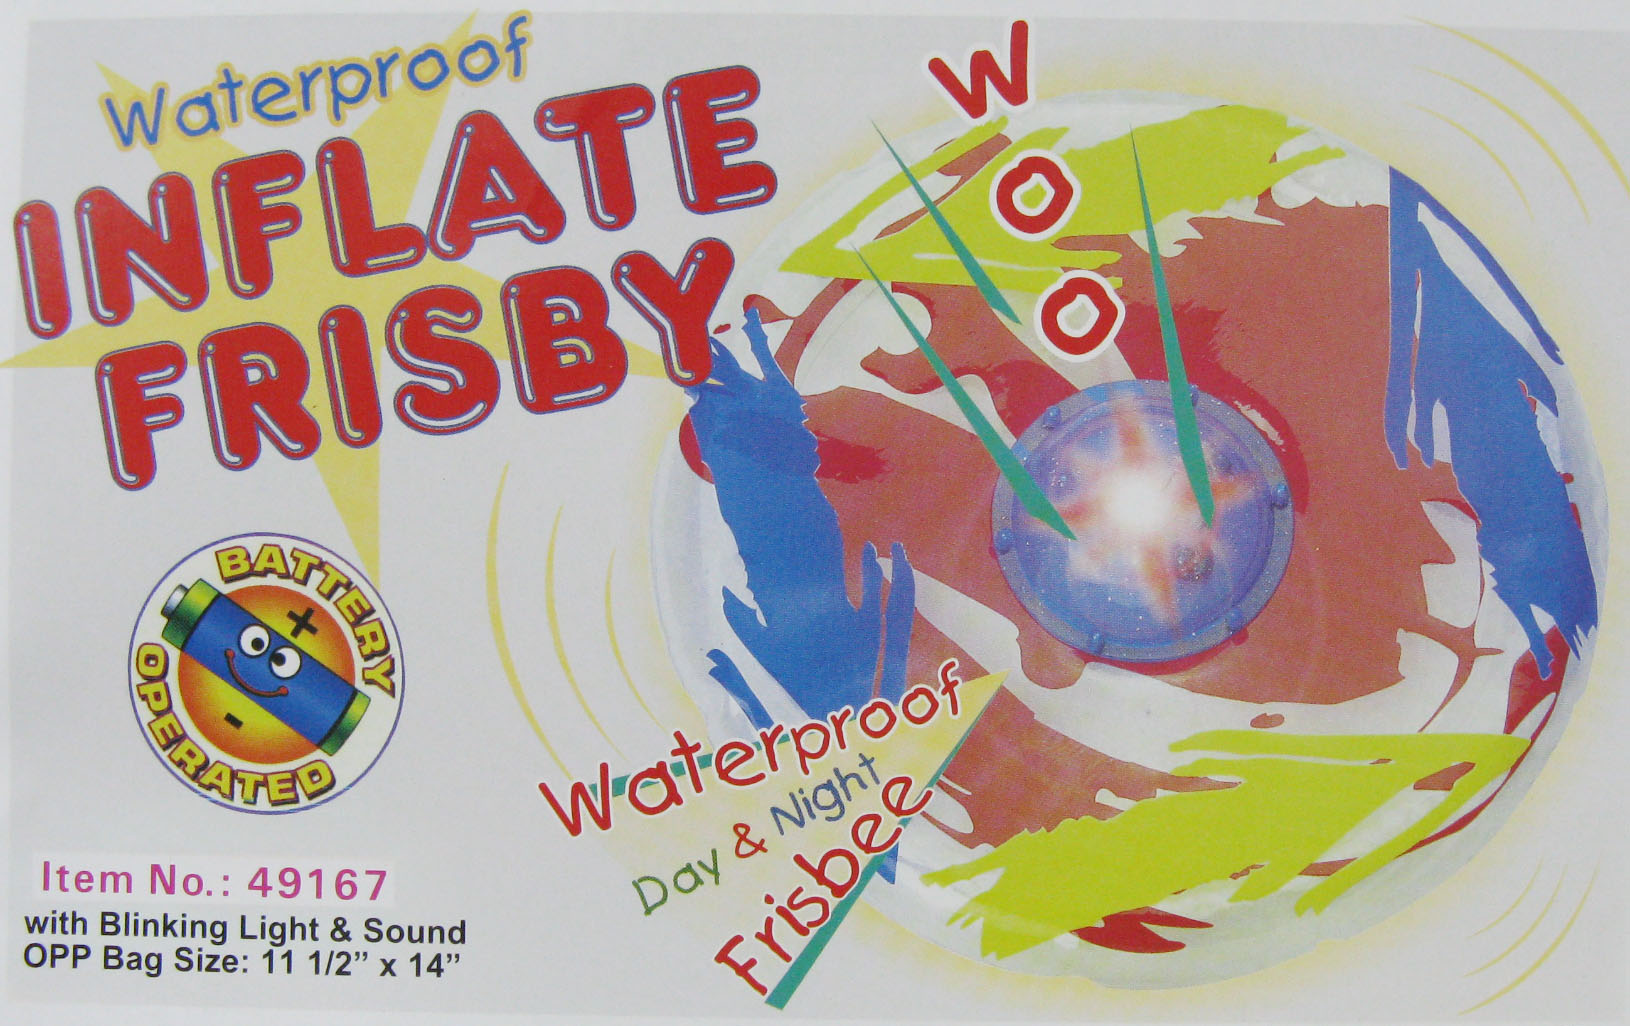 Waterproof
INFLATE
FRISBY
W
O
O
BATTERY
OPERATED
+
-
Waterproof
Day & Night
Frisbee
Item No.: 49167
with Blinking Light & Sound
OPP Bag Size: 11 1/2” x 14”